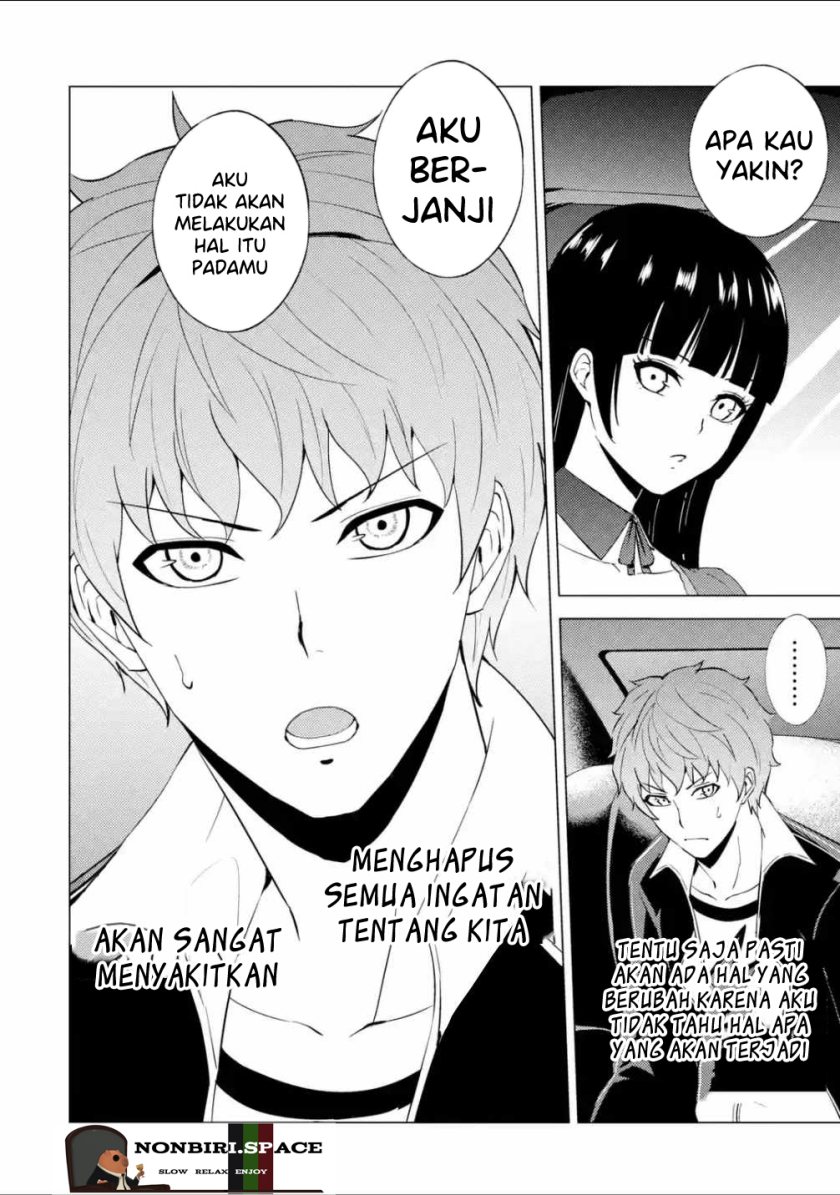 APA KAU
YAKIN?
.........
TENTU SAJA PASTI
AKAN ADA HAL YANG
BERUBAH KARENA AKU
TIDAK TAHU HAL APA
YANG AKAN TERJADI
AKU
BER-
JANJI
AKU
TIDAK AKAN
MELAKUKAN
HAL ITU
PADAMU
MENGHAPUS
SEMUA INGATAN
TENTANG KITA
AKAN SANGAT
MENYAKITKAN
NONBIRI.SPACE
SLOW RELAX ENJOY